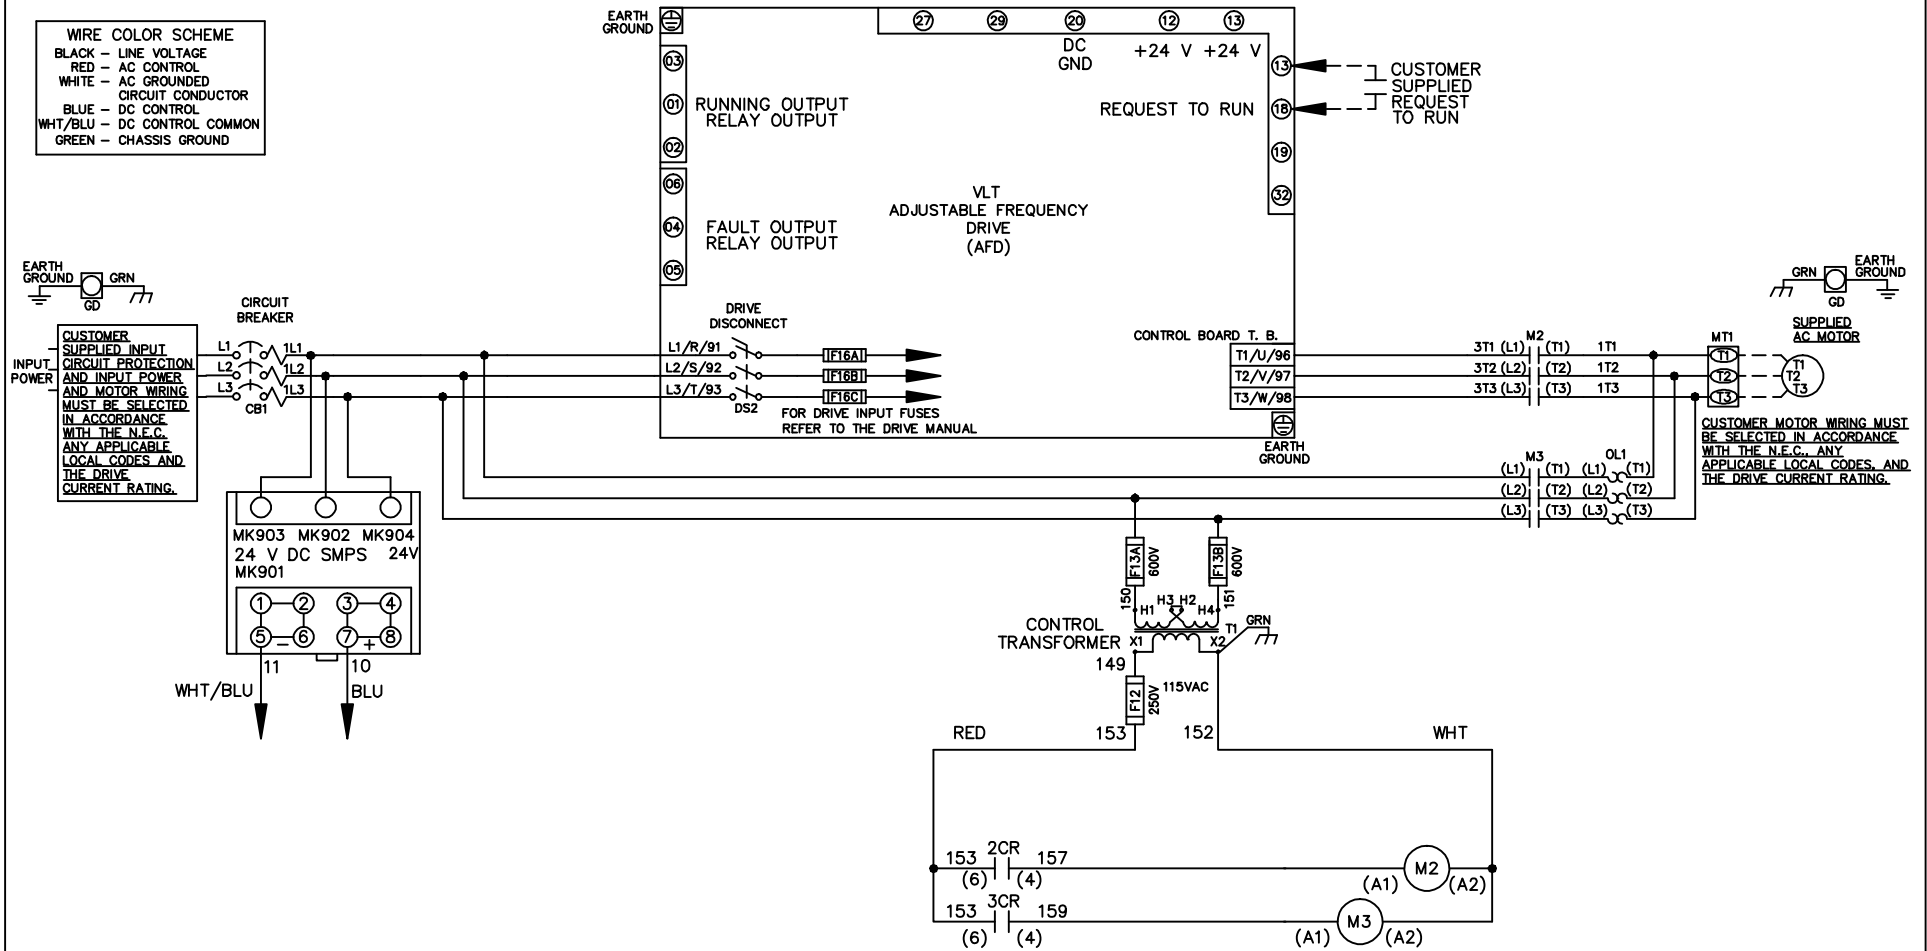 WIRE COLOR SCHEME
BLACK – LINE VOLTAGE
RED – AC CONTROL
WHITE – AC GROUNDED
CIRCUIT CONDUCTOR
BLUE – DC CONTROL
WHT/BLU – DC CONTROL COMMON
GREEN – CHASSIS GROUND
EARTH
GROUND
27 29 20 12 13
DC
GND
+24 V +24 V
03
01
02
RUNNING OUTPUT
RELAY OUTPUT
06
04
05
FAULT OUTPUT
RELAY OUTPUT
VLT
ADJUSTABLE FREQUENCY
DRIVE
(AFD)
REQUEST TO RUN
13
18
19
32
CUSTOMER
SUPPLIED
REQUEST
TO RUN
EARTH
GROUND
GRN
GD
CIRCUIT
BREAKER
INPUT
POWER
CUSTOMER
SUPPLIED INPUT
CIRCUIT PROTECTION
AND INPUT POWER
AND MOTOR WIRING
MUST BE SELECTED
IN ACCORDANCE
WITH THE N.E.C.
ANY APPLICABLE
LOCAL CODES AND
THE DRIVE
CURRENT RATING.
L1 1L1
L2 1L2
L3 1L3
CB1
DRIVE
DISCONNECT
L1/R/91 F16A
L2/S/92 F16B
L3/T/93 F16C
DS2
FOR DRIVE INPUT FUSES
REFER TO THE DRIVE MANUAL
CONTROL BOARD T. B.
T1/U/96
T2/V/97
T3/W/98
EARTH
GROUND
M2
3T1 (L1) (T1) 1T1
3T2 (L2) (T2) 1T2
3T3 (L3) (T3) 1T3
MT1
T1
T2
T3
GRN
EARTH
GROUND
GD
SUPPLIED
AC MOTOR
T1
T2
T3
CUSTOMER MOTOR WIRING MUST
BE SELECTED IN ACCORDANCE
WITH THE N.E.C., ANY
APPLICABLE LOCAL CODES, AND
THE DRIVE CURRENT RATING.
M3 OL1
(L1) (T1) (L1) (T1)
(L2) (T2) (L2) (T2)
(L3) (T3) (L3) (T3)
MK903 MK902 MK904
24 V DC SMPS 24V
MK901
1 2 3 4
5 – 6 7 + 8
11 10
WHT/BLU BLU
F13A 600V F13B 600V
150 151
H1 H3 H2 H4
CONTROL
TRANSFORMER
X1 X2 T1 GRN
149
F12 250V 115VAC
RED 153 152 WHT
2CR
153 157 M2
(6) (4) (A1) (A2)
3CR
153 159 M3
(6) (4) (A1) (A2)